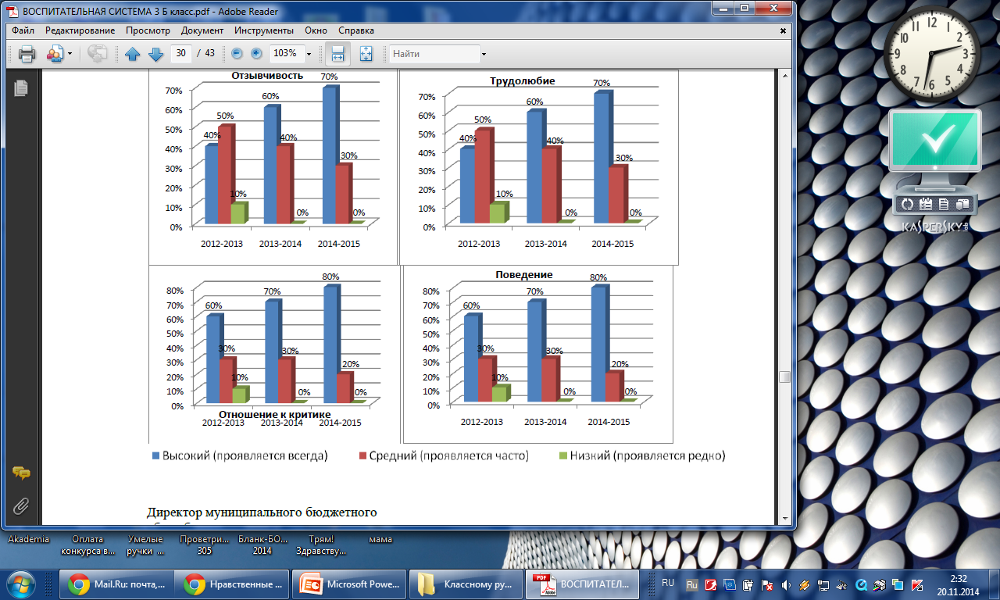 ВОСПИТАТЕЛЬНАЯ СИСТЕМА 3 Б класс.pdf - Adobe Reader
Файл Редактирование Просмотр Документ Инструменты Окно Справка
30 / 43 103% Найти
Отзывчивость
70%
60%
50%
40%
30%
20%
10%
0%
40% 50% 10%
60% 40% 0%
70% 30% 0%
2012-2013 2013-2014 2014-2015
Трудолюбие
70%
60%
50%
40%
30%
20%
10%
0%
40% 50% 10%
60% 40% 0%
70% 30% 0%
2012-2013 2013-2014 2014-2015
80%
70%
60%
50%
40%
30%
20%
10%
0%
60% 30% 10%
70% 30% 0%
80% 20% 0%
Отношение к критике
2012-2013 2013-2014 2014-2015
Поведение
80%
70%
60%
50%
40%
30%
20%
10%
0%
60% 30% 10%
70% 30% 0%
80% 20% 0%
2012-2013 2013-2014 2014-2015
Высокий (проявляется всегда) Средний (проявляется часто) Низкий (проявляется редко)
Директор муниципального бюджетного
12 1 2 3 4 5 6 7 8 9 10 11
KASPERSKY lab
Akademia
Оплата
конкурса в...
Умелые
ручки ...
Проветри...
305
Бланк-БО...
2014
Трям!
Здравству...
мама
Mail.Ru: почта,...
Нравственные ...
Microsoft Powe...
Классному ру...
PDF Adobe
ВОСПИТАТЕЛ...
RU
Ru
2:32
20.11.2014